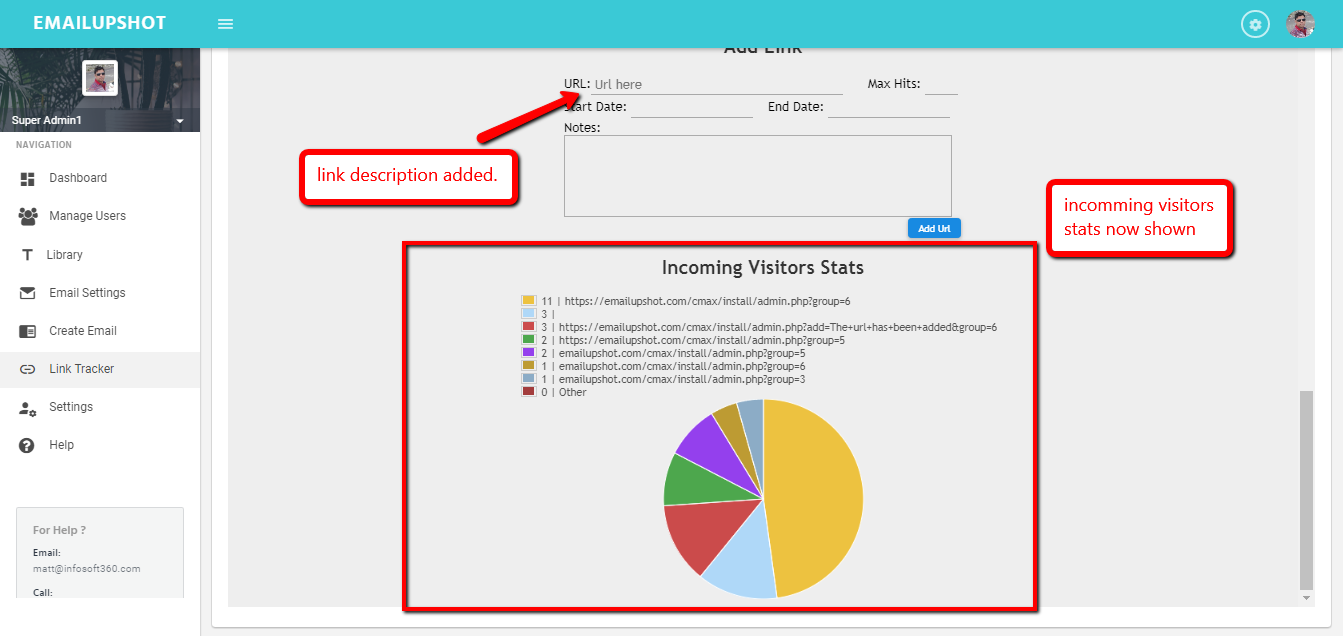 EMAILUPSHOT
Super Admin1
NAVIGATION
Dashboard
Manage Users
Library
Email Settings
Create Email
Link Tracker
Settings
Help
For Help ?
Email:
matt@infosoft360.com
Call:
Add Link
URL: Url here Max Hits:
Start Date: End Date:
Notes:
link description added.
Add Url
incomming visitors
stats now shown
Incoming Visitors Stats
11 | https://emailupshot.com/cmax/install/admin.php?group=6
3 |
3 | https://emailupshot.com/cmax/install/admin.php?add=The+url+has+been+added&group=6
2 | https://emailupshot.com/cmax/install/admin.php?group=5
2 | emailupshot.com/cmax/install/admin.php?group=5
1 | emailupshot.com/cmax/install/admin.php?group=6
1 | emailupshot.com/cmax/install/admin.php?group=3
0 | Other